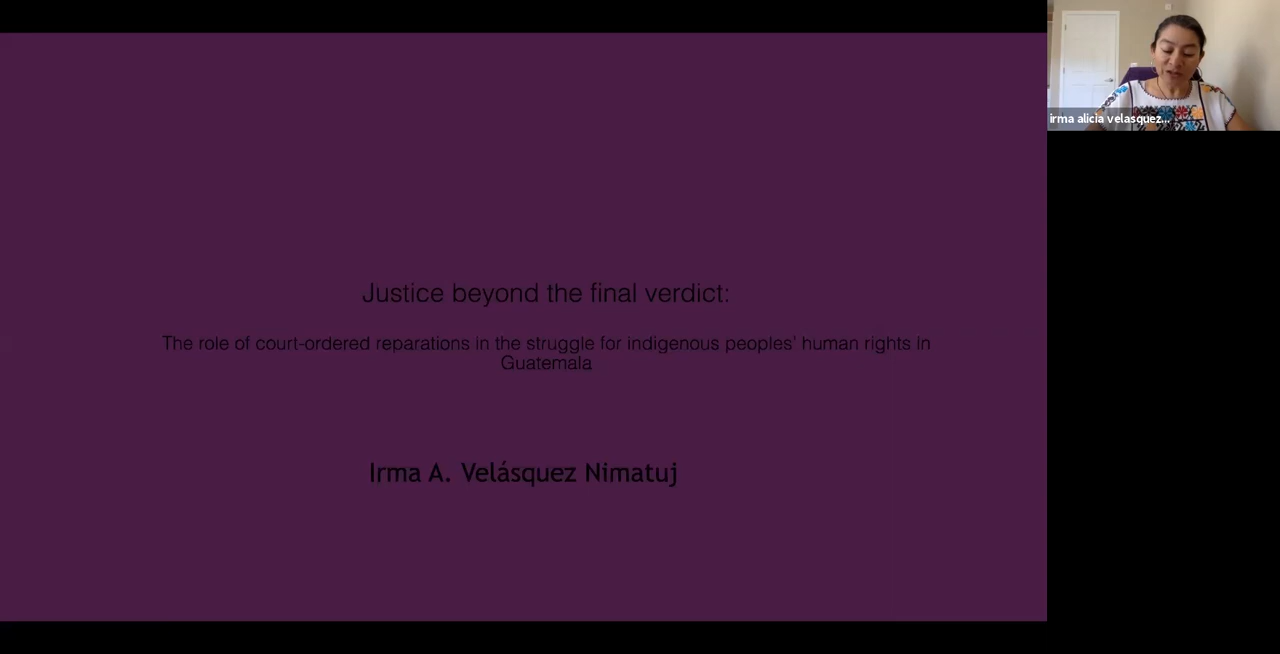 irma alicia velasquez...
Justice beyond the final verdict:
The role of court-ordered reparations in the struggle for indigenous peoples' human rights In
Guatemala
Irma A. Velásquez Nimatuj